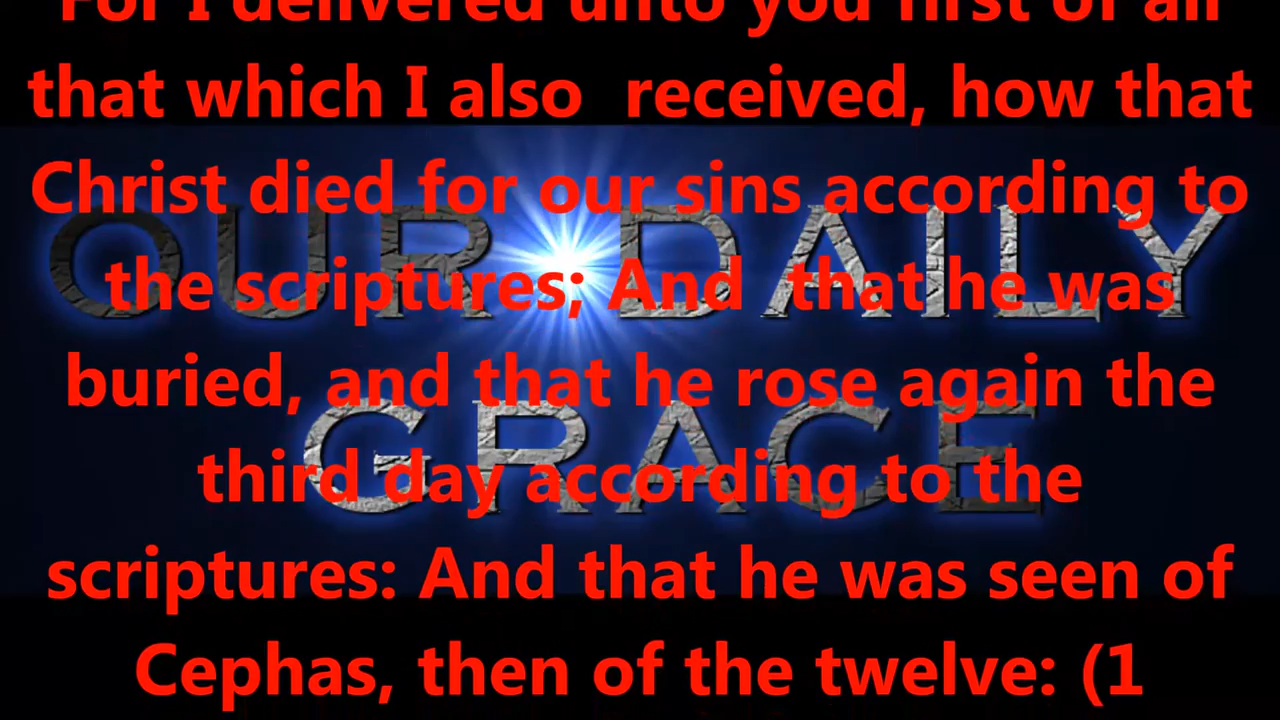 For I delivered unto you first of all
that which I also  received, how that
Christ died for our sins according to
the scriptures; And  that he was
buried, and that he rose again the
third day according to the
scriptures: And that he was seen of
Cephas, then of the twelve: (1
OUR DAILY
GRACE